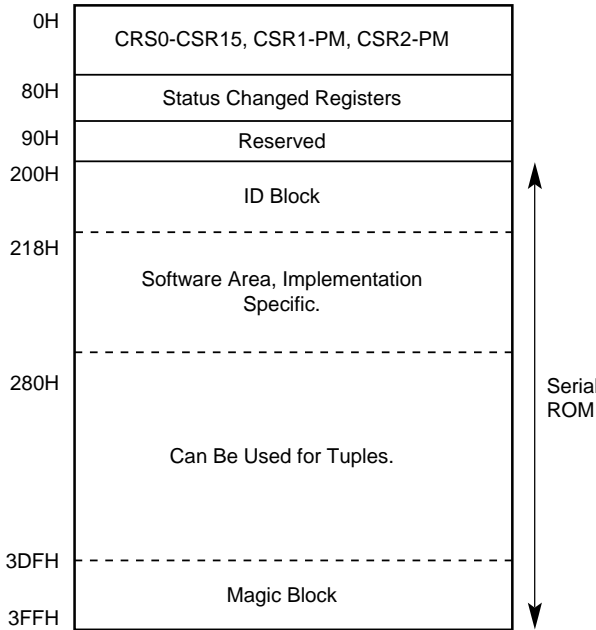 0H
CRS0-CSR15, CSR1-PM, CSR2-PM
80H
Status Changed Registers
90H
Reserved
200H
ID Block
218H
Software Area, Implementation
Specific.
280H
Serial
ROM
Can Be Used for Tuples.
3DFH
Magic Block
3FFH